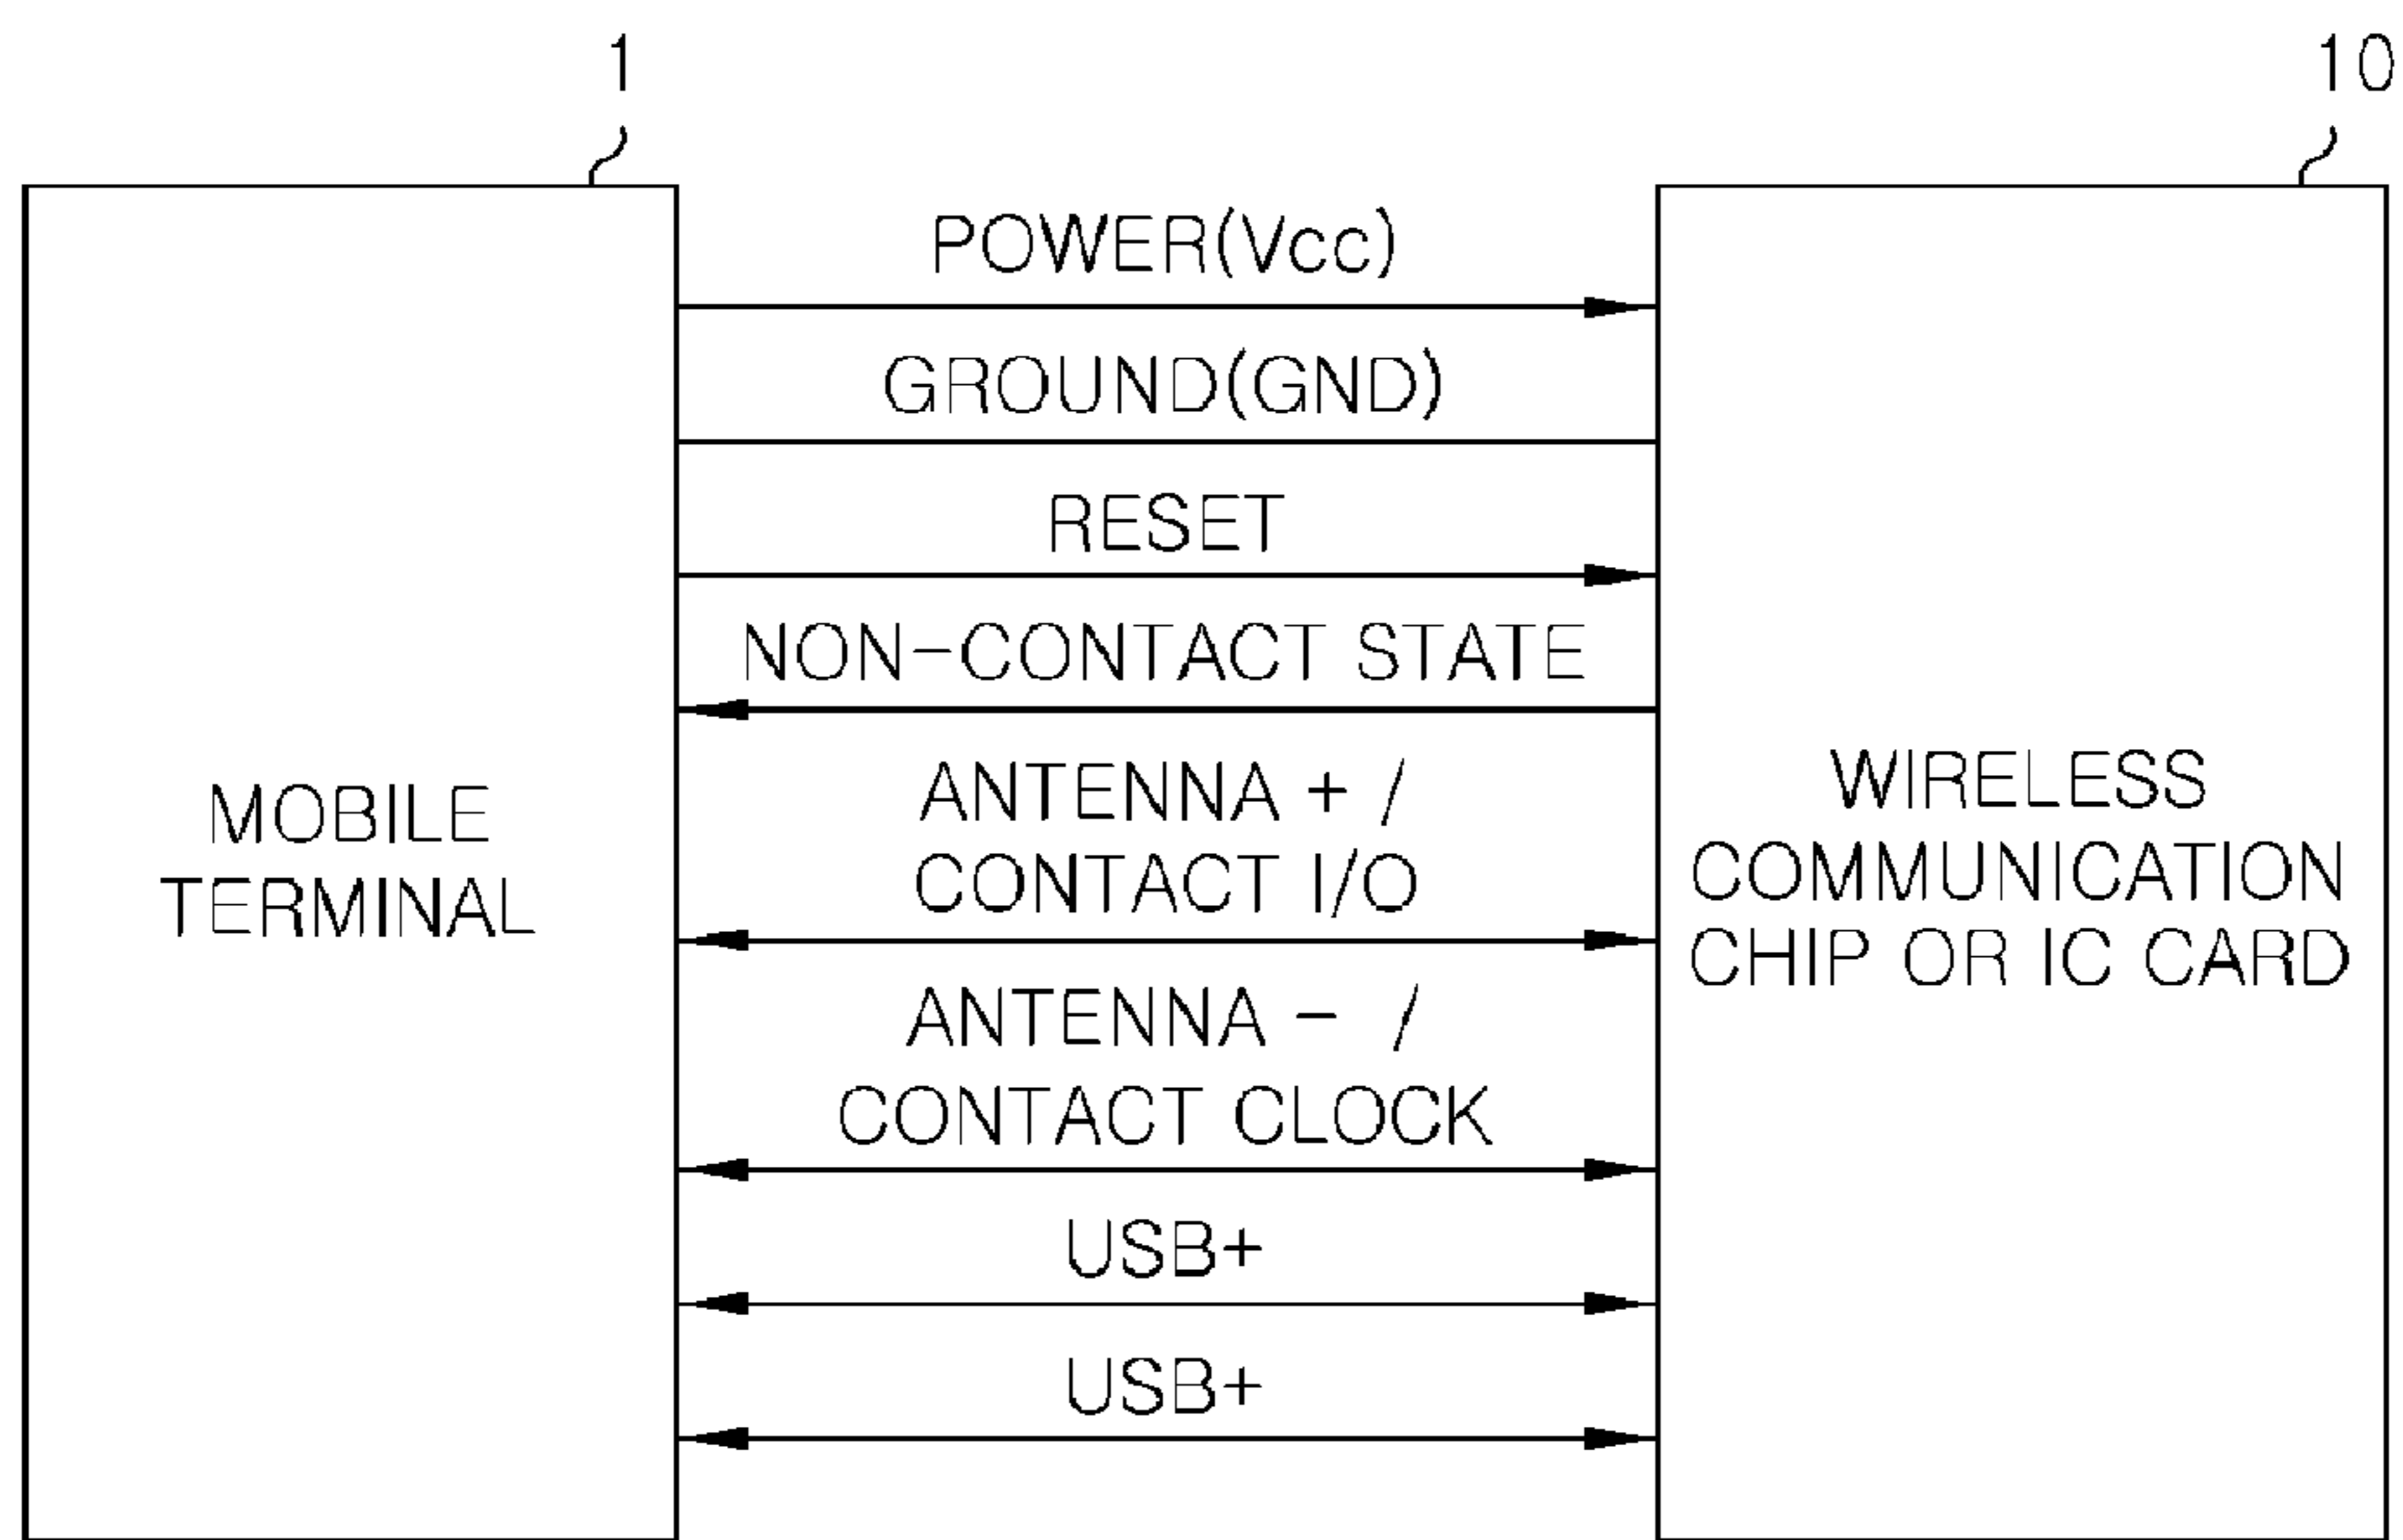 1
10
POWER(Vcc)
GROUND(GND)
RESET
NON-CONTACT STATE
ANTENNA + /
CONTACT I/O
ANTENNA - /
CONTACT CLOCK
USB+
USB+
MOBILE
TERMINAL
WIRELESS
COMMUNICATION
CHIP OR IC CARD